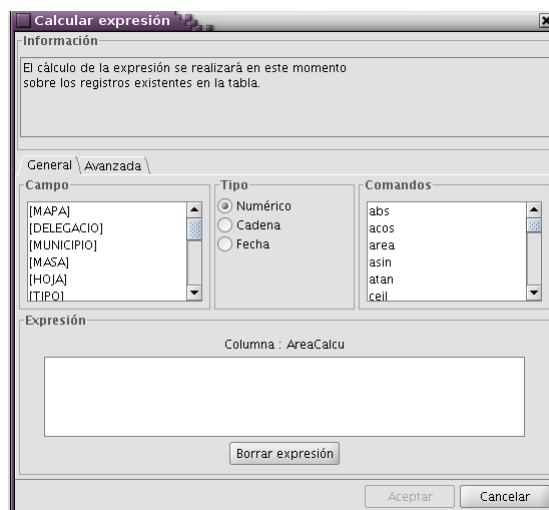 Calcular expresión
Información
El cálculo de la expresión se realizará en este momento
sobre los registros existentes en la tabla.
General Avanzada
Campo
[MAPA]
[DELEGACIO]
[MUNICIPIO]
[MASA]
[HOJA]
[TIPO]
Tipo
Numérico
Cadena
Fecha
Comandos
abs
acos
area
asin
atan
ceil
Expresión
Columna : AreaCalcu
Borrar expresión
Aceptar Cancelar